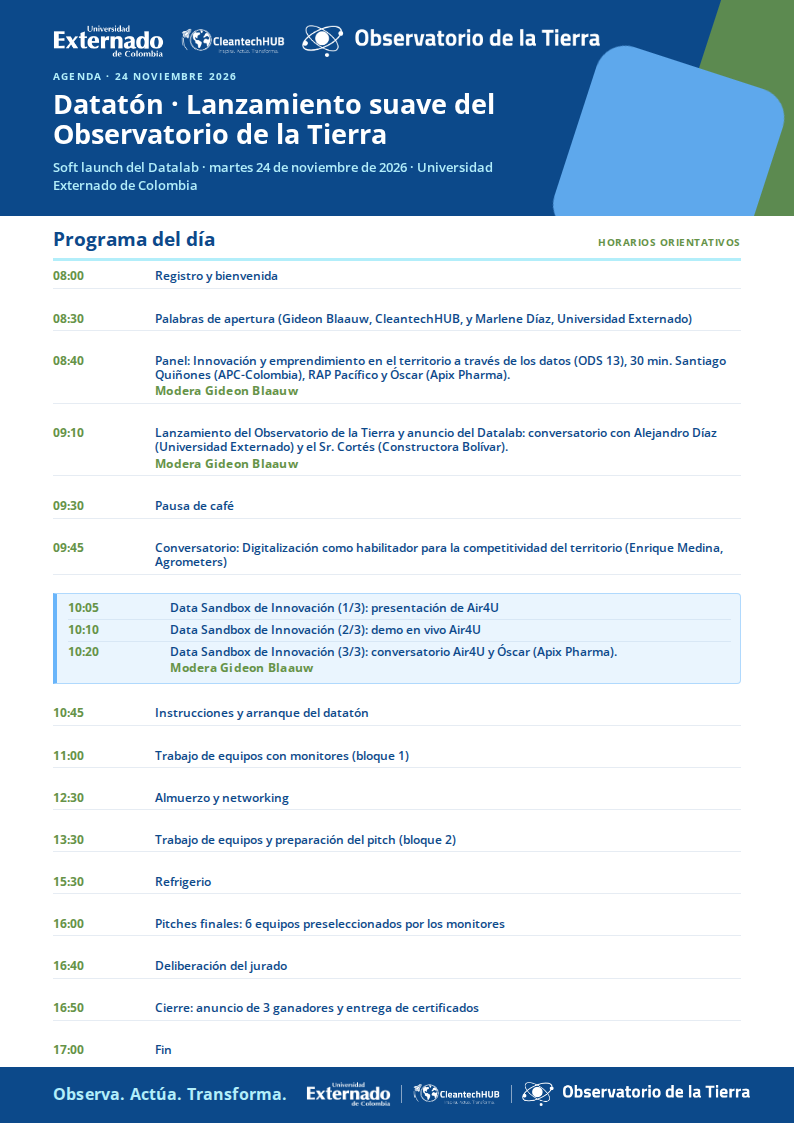 Universidad
Externado
de Colombia
CleantechHUB
Inspira. Actúa. Transforma.
Observatorio de la Tierra
AGENDA · 24 NOVIEMBRE 2026
Datatón · Lanzamiento suave del
Observatorio de la Tierra
Soft launch del Datalab · martes 24 de noviembre de 2026 · Universidad
Externado de Colombia
Programa del día
HORARIOS ORIENTATIVOS
08:00 Registro y bienvenida
08:30 Palabras de apertura (Gideon Blaauw, CleantechHUB, y Marlene Díaz, Universidad Externado)
08:40 Panel: Innovación y emprendimiento en el territorio a través de los datos (ODS 13), 30 min. Santiago
Quiñones (APC-Colombia), RAP Pacífico y Óscar (Apix Pharma).
Modera Gideon Blaauw
09:10 Lanzamiento del Observatorio de la Tierra y anuncio del Datalab: conversatorio con Alejandro Díaz
(Universidad Externado) y el Sr. Cortés (Constructora Bolívar).
Modera Gideon Blaauw
09:30 Pausa de café
09:45 Conversatorio: Digitalización como habilitador para la competitividad del territorio (Enrique Medina,
Agrometers)
10:05 Data Sandbox de Innovación (1/3): presentación de Air4U
10:10 Data Sandbox de Innovación (2/3): demo en vivo Air4U
10:20 Data Sandbox de Innovación (3/3): conversatorio Air4U y Óscar (Apix Pharma).
Modera Gideon Blaauw
10:45 Instrucciones y arranque del datatón
11:00 Trabajo de equipos con monitores (bloque 1)
12:30 Almuerzo y networking
13:30 Trabajo de equipos y preparación del pitch (bloque 2)
15:30 Refrigerio
16:00 Pitches finales: 6 equipos preseleccionados por los monitores
16:40 Deliberación del jurado
16:50 Cierre: anuncio de 3 ganadores y entrega de certificados
17:00 Fin
Observa. Actúa. Transforma.
Universidad
Externado
de Colombia
CleantechHUB
Inspira. Actúa. Transforma.
Observatorio de la Tierra